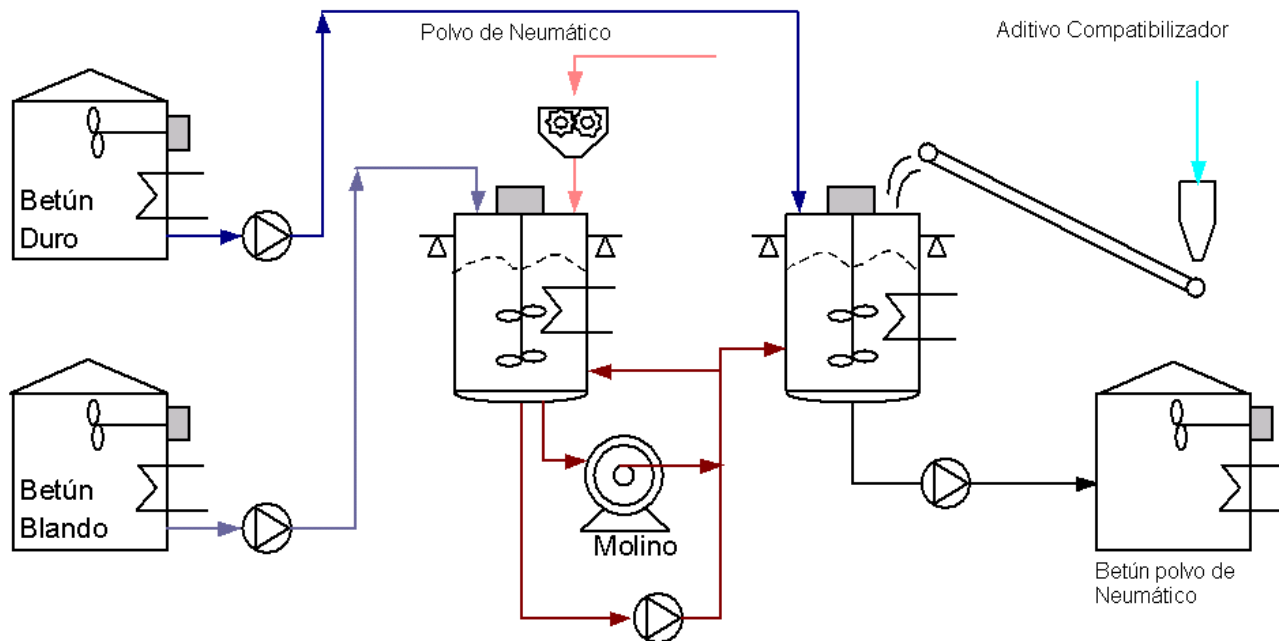 Polvo de Neumático
Aditivo Compatibilizador
Betún
Duro
Betún
Blando
Molino
Betún polvo de
Neumático